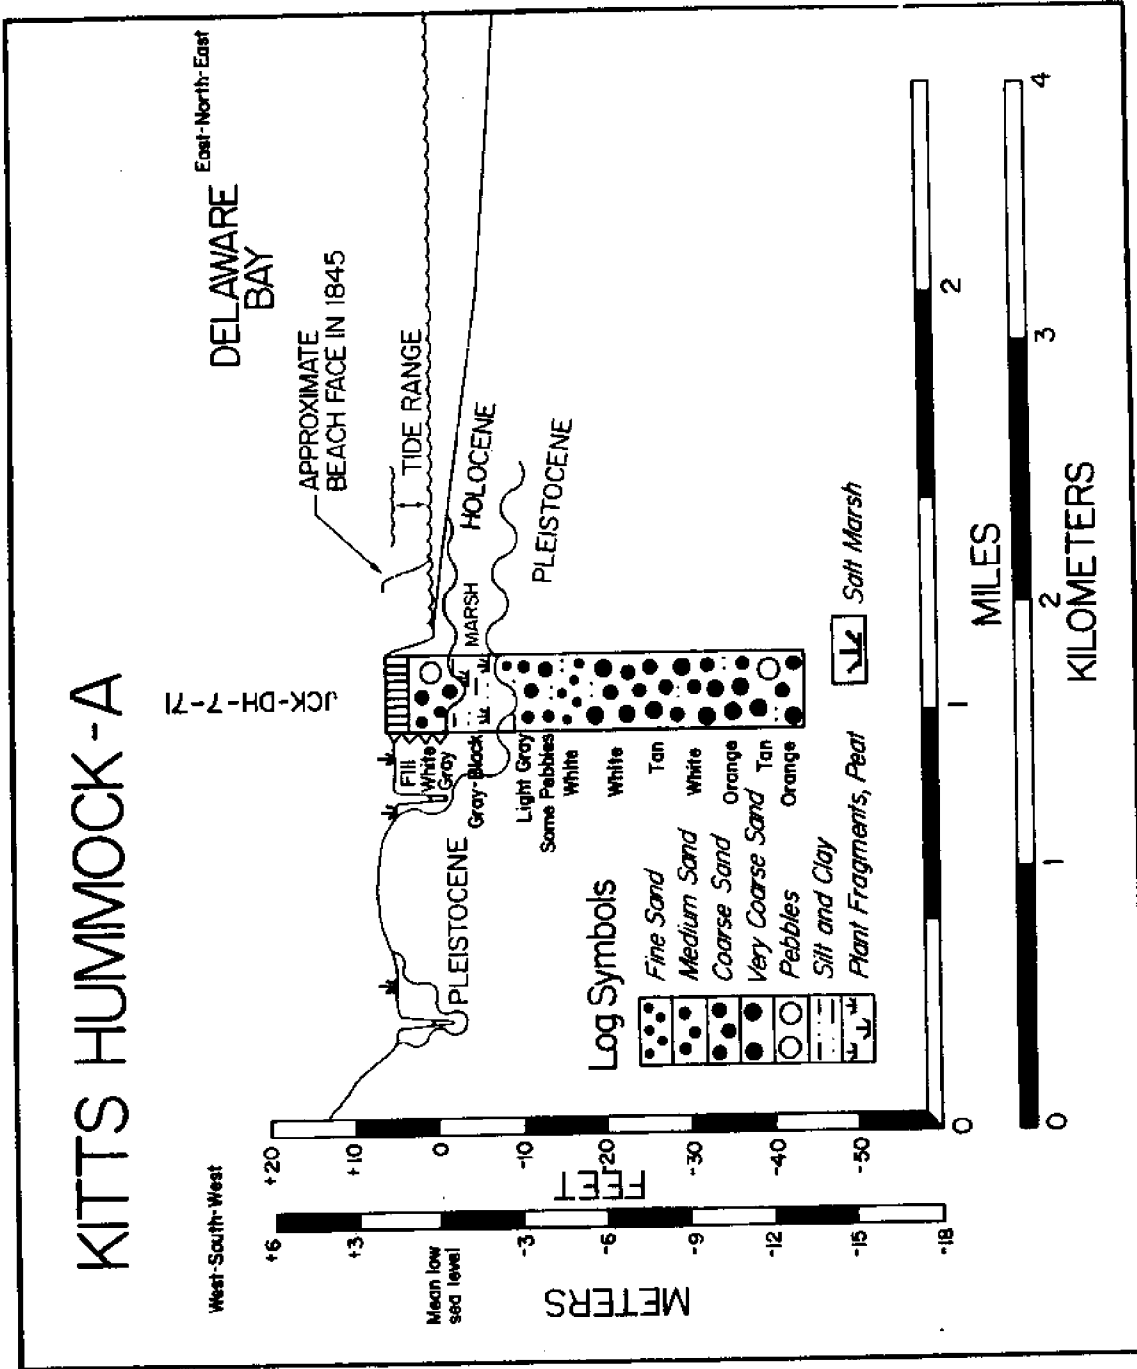 KITTS HUMMOCK-A
West-South-West
East-North-East
DELAWARE
BAY
JCK-DH-7-71
APPROXIMATE
BEACH FACE IN 1845
TIDE RANGE
HOLOCENE
MARSH
PLEISTOCENE
PLEISTOCENE
Fill
White
Gray
Gray-Black
Light Gray
Some Pebbles
White
White
Tan
White
Orange
Tan
Orange
METERS
+6
+3
Mean low
sea level
-3
-6
-9
-12
-15
-18
FEET
+20
+10
0
-10
-20
-30
-40
-50
Log Symbols
Fine Sand
Medium Sand
Coarse Sand
Very Coarse Sand
Pebbles
Silt and Clay
Plant Fragments, Peat
Salt Marsh
0
1
2
MILES
0
1
2
3
4
KILOMETERS